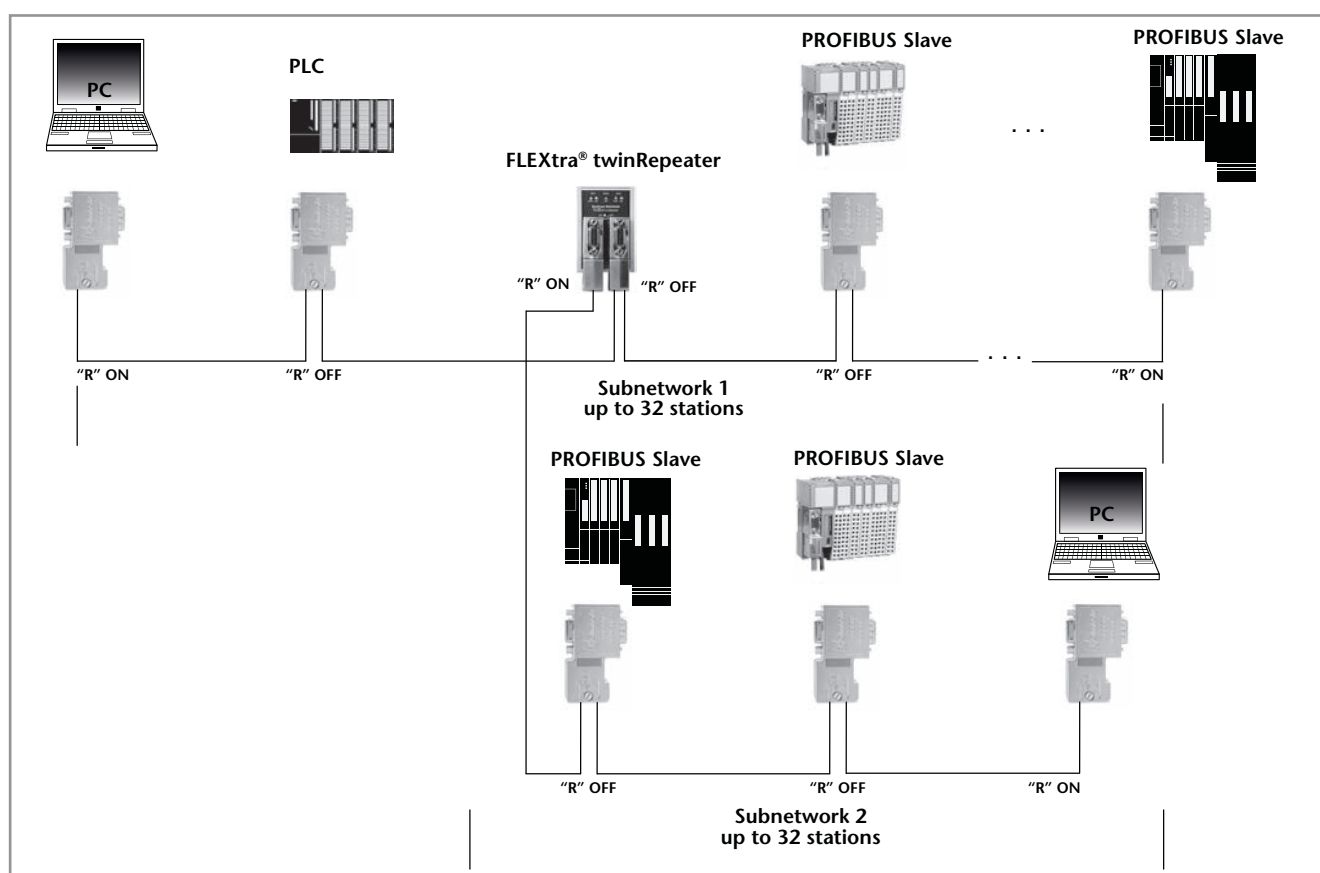 PC
PLC
PROFIBUS Slave
PROFIBUS Slave
. . .
FLEXtra® twinRepeater
"R" ON
"R" OFF
"R" ON
"R" OFF
"R" OFF
. . .
"R" ON
Subnetwork 1
up to 32 stations
PROFIBUS Slave
PROFIBUS Slave
PC
"R" OFF
"R" OFF
"R" ON
Subnetwork 2
up to 32 stations